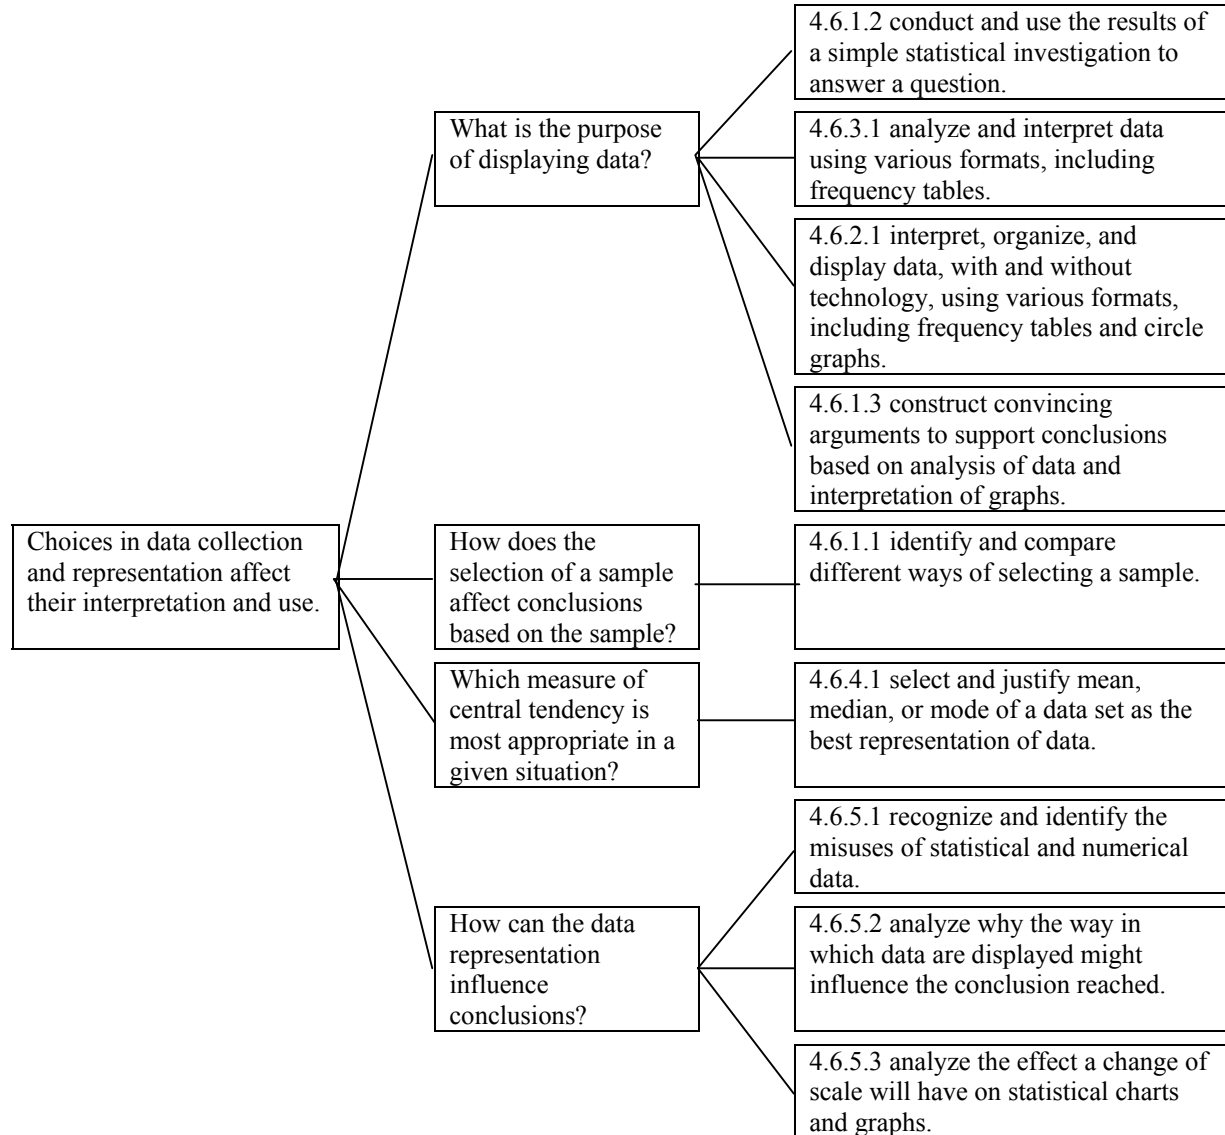 Choices in data collection
and representation affect
their interpretation and use.
What is the purpose
of displaying data?
4.6.1.2 conduct and use the results of
a simple statistical investigation to
answer a question.
4.6.3.1 analyze and interpret data
using various formats, including
frequency tables.
4.6.2.1 interpret, organize, and
display data, with and without
technology, using various formats,
including frequency tables and circle
graphs.
4.6.1.3 construct convincing
arguments to support conclusions
based on analysis of data and
interpretation of graphs.
How does the
selection of a sample
affect conclusions
based on the sample?
4.6.1.1 identify and compare
different ways of selecting a sample.
Which measure of
central tendency is
most appropriate in a
given situation?
4.6.4.1 select and justify mean,
median, or mode of a data set as the
best representation of data.
How can the data
representation
influence
conclusions?
4.6.5.1 recognize and identify the
misuses of statistical and numerical
data.
4.6.5.2 analyze why the way in
which data are displayed might
influence the conclusion reached.
4.6.5.3 analyze the effect a change of
scale will have on statistical charts
and graphs.